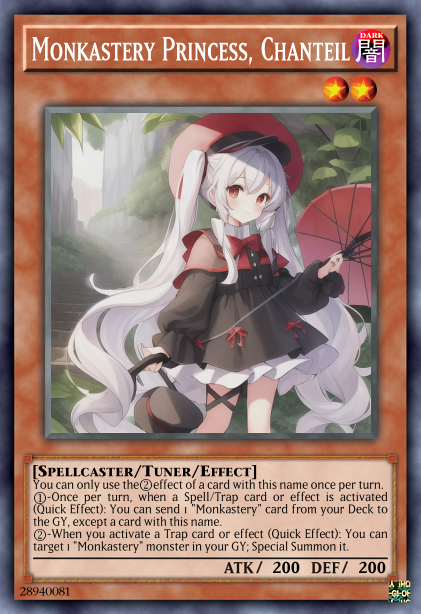 Monkastery Princess, Chanteil
DARK
闇
[Spellcaster/Tuner/Effect]
You can only use the②effect of a card with this name once per turn.
①-Once per turn, when a Spell/Trap card or effect is activated
(Quick Effect): You can send 1 "Monkastery" card from your Deck to
the GY, except a card with this name.
②-When you activate a Trap card or effect (Quick Effect): You can
target 1 "Monkastery" monster in your GY; Special Summon it.
ATK/ 200 DEF/ 200
28940081